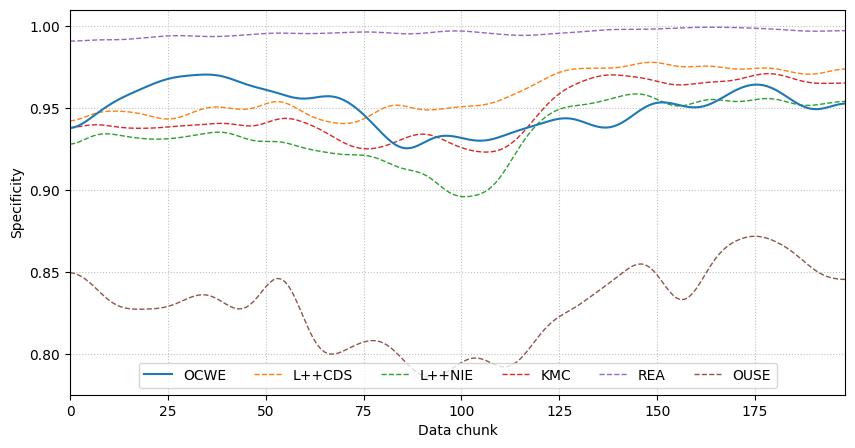 1.00
0.95
0.90
0.85
0.80
Specificity
OCWE L++CDS L++NIE KMC REA OUSE
0 25 50 75 100 125 150 175
Data chunk